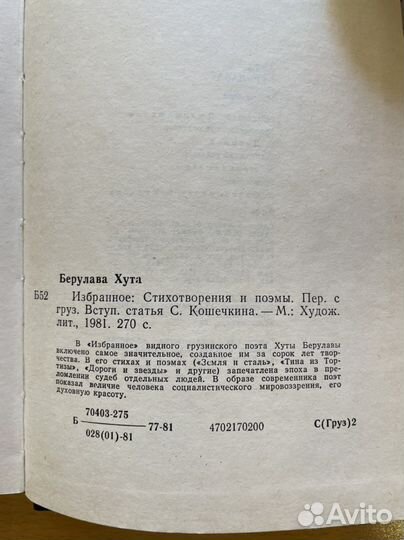 Берулава Хута
Б52 Избранное: Стихотворения и поэмы. Пер. с
груз. Вступ. статья С. Кошечкина. — М.: Худож.
лит., 1981. 270 с.
В «Избранное» видного грузинского поэта Хуты Берулавы
включено самое значительное, созданное им за сорок лет твор-
чества. В его стихах и поэмах («Земля и сталь», «Тина из Тор-
тизы», «Дороги и звезды» и другие) запечатлена эпоха в пре-
ломлении судеб отдельных людей. В образе современника поэт
показал величие человека социалистического мировоззрения, его
духовную красоту.
70403-275
Б 77-81 4702170200 С(Груз)2
028(01)-81
Avito